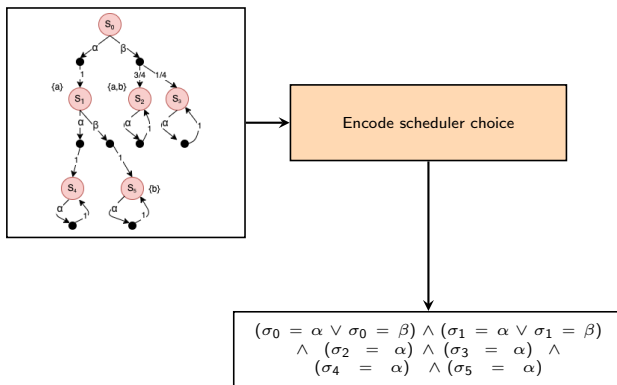 S₀
α β
1 3/4 1/4
{a} {a,b}
S₁ S₂ S₃
α β α 1 α 1
1 1
S₄ S₅ {b}
α 1 α 1
Encode scheduler choice
(σ₀ = α ∨ σ₀ = β) ∧ (σ₁ = α ∨ σ₁ = β)
∧ (σ₂ = α) ∧ (σ₃ = α) ∧
(σ₄ = α) ∧ (σ₅ = α)